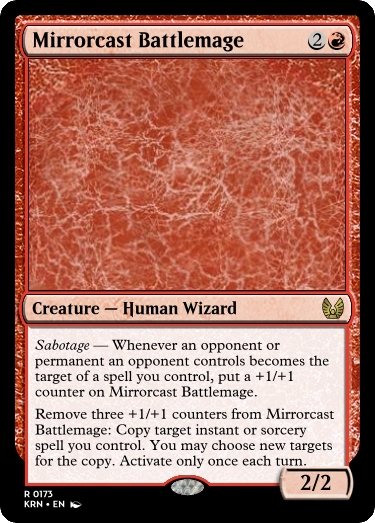 Mirrorcast Battlemage 2
Creature — Human Wizard
Sabotage — Whenever an opponent or
permanent an opponent controls becomes the
target of a spell you control, put a +1/+1
counter on Mirrorcast Battlemage.
Remove three +1/+1 counters from Mirrorcast
Battlemage: Copy target instant or sorcery
spell you control. You may choose new targets
for the copy. Activate only once each turn.
2/2
R 0173
KRN • EN